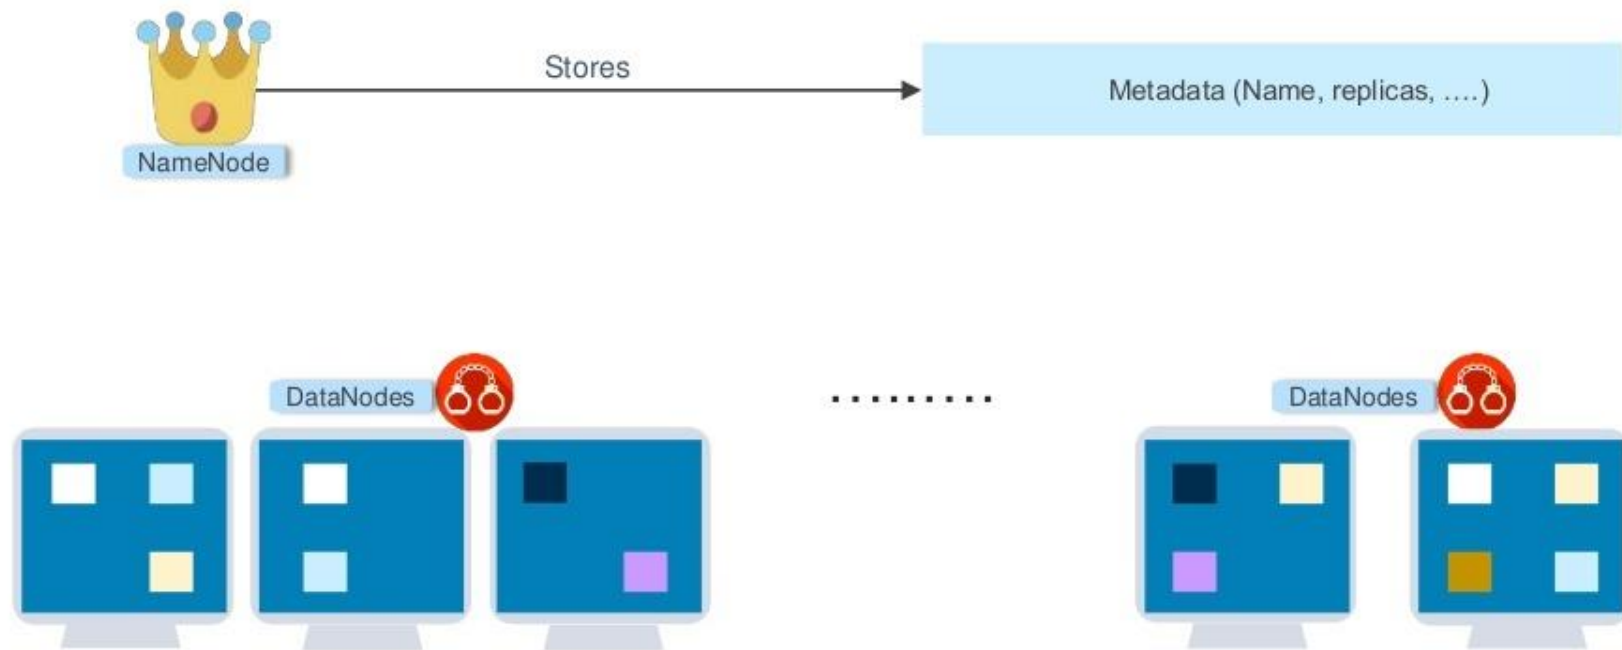 Stores
Metadata (Name, replicas, ....)
NameNode
DataNodes
.........
DataNodes